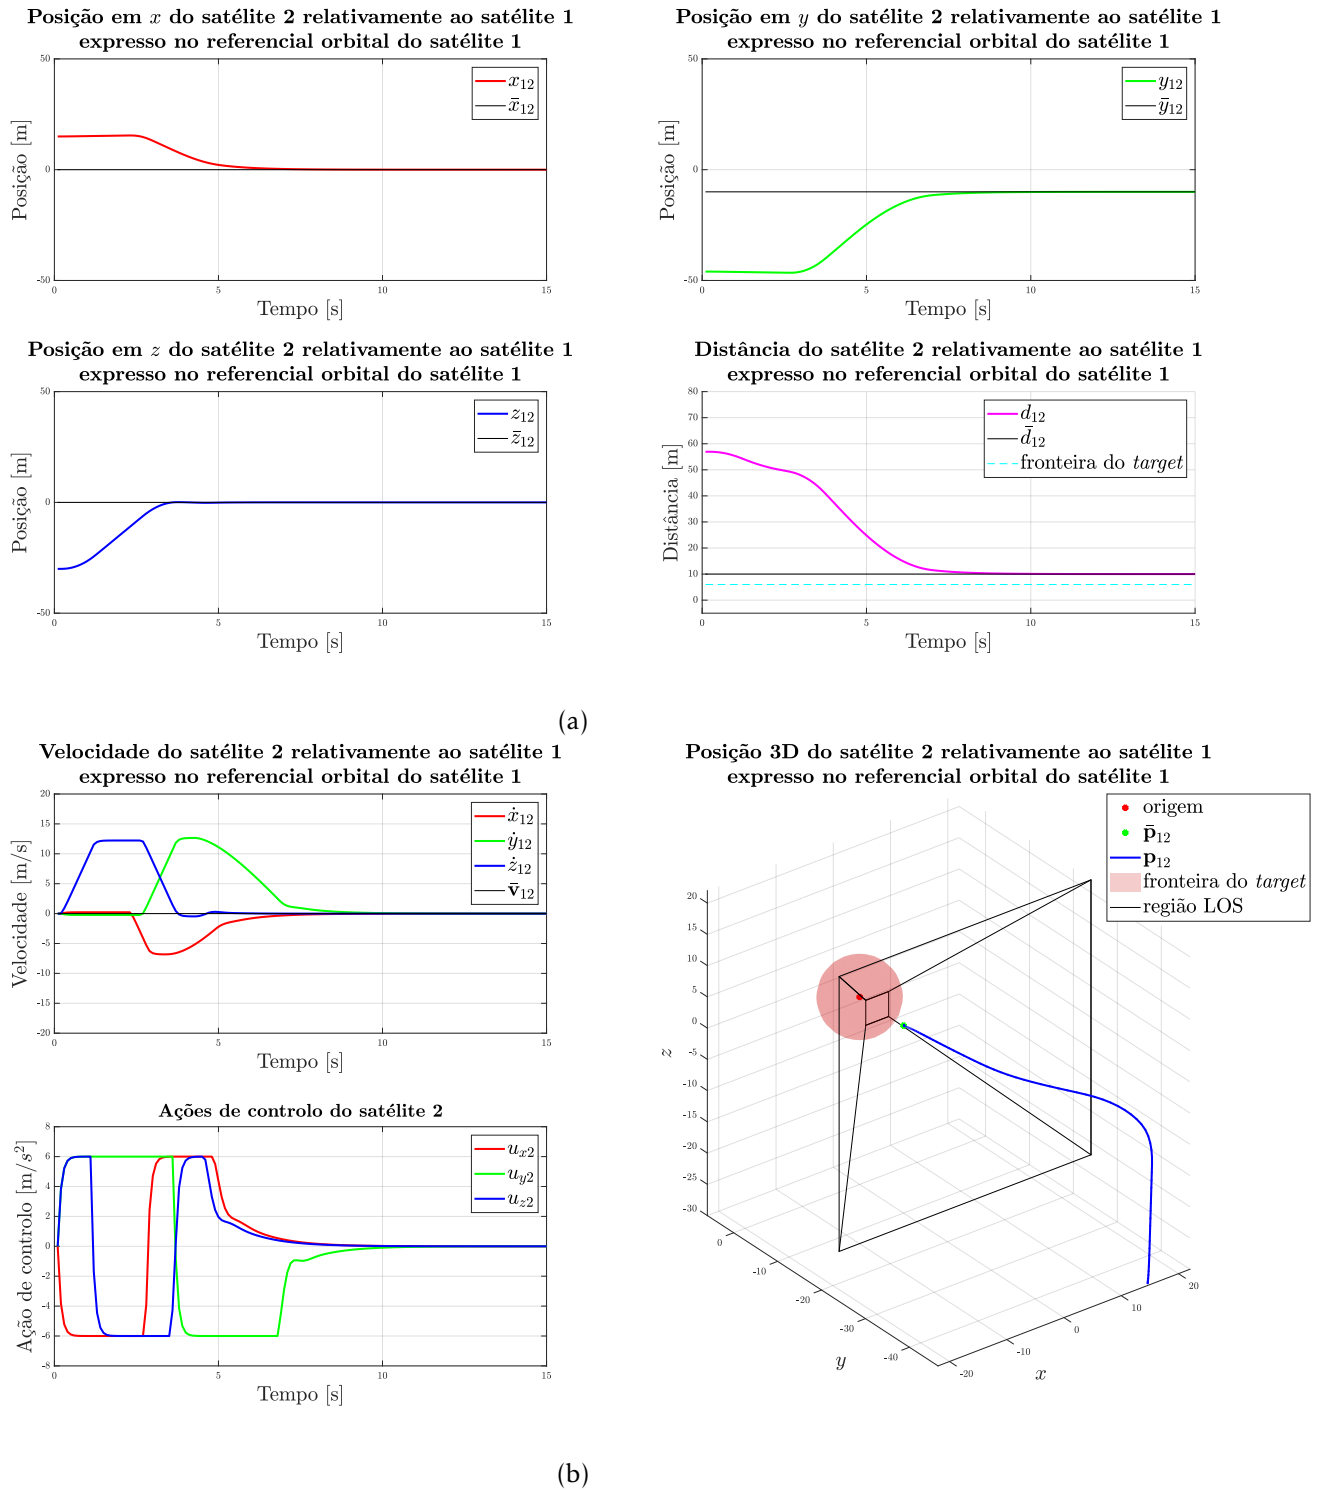 Posição em x do satélite 2 relativamente ao satélite 1
expresso no referencial orbital do satélite 1
50
0
-50
Posição [m]
x12
x̄12
0
5
10
15
Tempo [s]
Posição em y do satélite 2 relativamente ao satélite 1
expresso no referencial orbital do satélite 1
50
0
-50
Posição [m]
y12
ȳ12
0
5
10
15
Tempo [s]
Posição em z do satélite 2 relativamente ao satélite 1
expresso no referencial orbital do satélite 1
50
0
-50
Posição [m]
z12
z̄12
0
5
10
15
Tempo [s]
Distância do satélite 2 relativamente ao satélite 1
expresso no referencial orbital do satélite 1
80
70
60
50
40
30
20
10
0
Distância [m]
d12
d̄12
fronteira do target
0
5
10
15
Tempo [s]
(a)
Velocidade do satélite 2 relativamente ao satélite 1
expresso no referencial orbital do satélite 1
20
15
10
5
0
-5
-10
-15
-20
Velocidade [m/s]
ẋ12
ẏ12
ż12
v̄12
0
5
10
15
Tempo [s]
Ações de controlo do satélite 2
8
6
4
2
0
-2
-4
-6
-8
Ação de controlo [m/s²]
ux2
uy2
uz2
0
5
10
15
Tempo [s]
Posição 3D do satélite 2 relativamente ao satélite 1
expresso no referencial orbital do satélite 1
origem
p̄12
p12
fronteira do target
região LOS
20
15
10
5
0
-5
-10
-15
-20
-25
-30
z
0
-10
-20
-30
-40
y
-20
-10
0
10
20
x
(b)